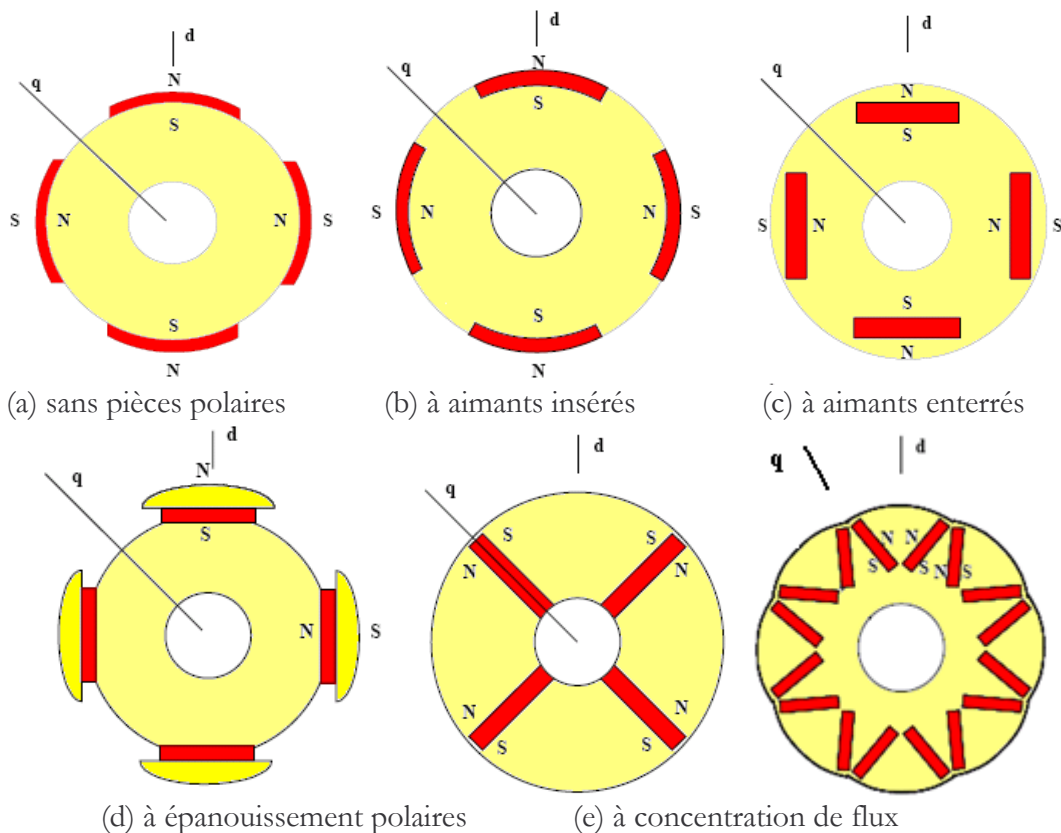 d
q
N
S
S
N
N
S
S
N
d
q
N
S
S
N
N
S
S
N
d
q
N
S
S
N
N
S
S
N
(a) sans pièces polaires
(b) à aimants insérés
(c) à aimants enterrés
d
q
N
S
N
S
d
q
S
S
N
N
N
N
S
S
q
d
N
N
S
S
N
S
(d) à épanouissement polaires
(e) à concentration de flux